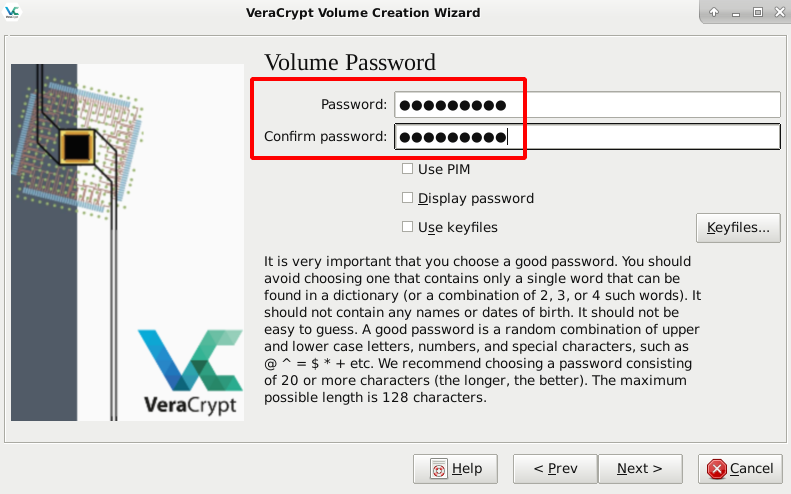 VeraCrypt Volume Creation Wizard
Volume Password
Password: ●●●●●●●●●
Confirm password: ●●●●●●●●●
Use PIM
Display password
Use keyfiles
Keyfiles...
It is very important that you choose a good password. You should
avoid choosing one that contains only a single word that can be
found in a dictionary (or a combination of 2, 3, or 4 such words). It
should not contain any names or dates of birth. It should not be
easy to guess. A good password is a random combination of upper
and lower case letters, numbers, and special characters, such as
@ ^ = $ * + etc. We recommend choosing a password consisting
of 20 or more characters (the longer, the better). The maximum
possible length is 128 characters.
VeraCrypt
Help
< Prev
Next >
Cancel